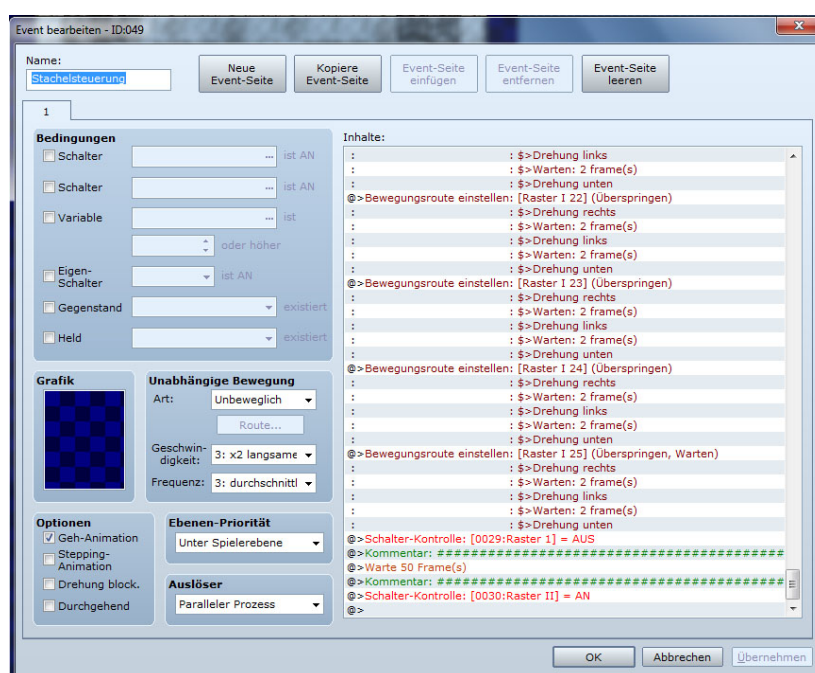 Event bearbeiten - ID:049
Name:
Stachelsteuerung
Neue
Event-Seite
Kopiere
Event-Seite
Event-Seite
einfügen
Event-Seite
entfernen
Event-Seite
leeren
1
Bedingungen
Schalter ... ist AN
Schalter ... ist AN
Variable ... ist
oder höher
Eigen-
Schalter ist AN
Gegenstand existiert
Held existiert
Grafik
Unabhängige Bewegung
Art: Unbeweglich
Route...
Geschwin-
digkeit: 3: x2 langsame
Frequenz: 3: durchschnittl
Optionen
Geh-Animation
Stepping-
Animation
Drehung block.
Durchgehend
Ebenen-Priorität
Unter Spielerebene
Auslöser
Paralleler Prozess
Inhalte:
: : $>Drehung links
: : $>Warten: 2 frame(s)
: : $>Drehung unten
@>Bewegungsroute einstellen: [Raster I 22] (Überspringen)
: : $>Drehung rechts
: : $>Warten: 2 frame(s)
: : $>Drehung links
: : $>Warten: 2 frame(s)
: : $>Drehung unten
@>Bewegungsroute einstellen: [Raster I 23] (Überspringen)
: : $>Drehung rechts
: : $>Warten: 2 frame(s)
: : $>Drehung links
: : $>Warten: 2 frame(s)
: : $>Drehung unten
@>Bewegungsroute einstellen: [Raster I 24] (Überspringen)
: : $>Drehung rechts
: : $>Warten: 2 frame(s)
: : $>Drehung links
: : $>Warten: 2 frame(s)
: : $>Drehung unten
@>Bewegungsroute einstellen: [Raster I 25] (Überspringen, Warten)
: : $>Drehung rechts
: : $>Warten: 2 frame(s)
: : $>Drehung links
: : $>Warten: 2 frame(s)
: : $>Drehung unten
@>Schalter-Kontrolle: [0029:Raster 1] = AUS
@>Kommentar: #########################################
@>Warte 50 Frame(s)
@>Kommentar: #########################################
@>Schalter-Kontrolle: [0030:Raster II] = AN
@>
OK
Abbrechen
Übernehmen